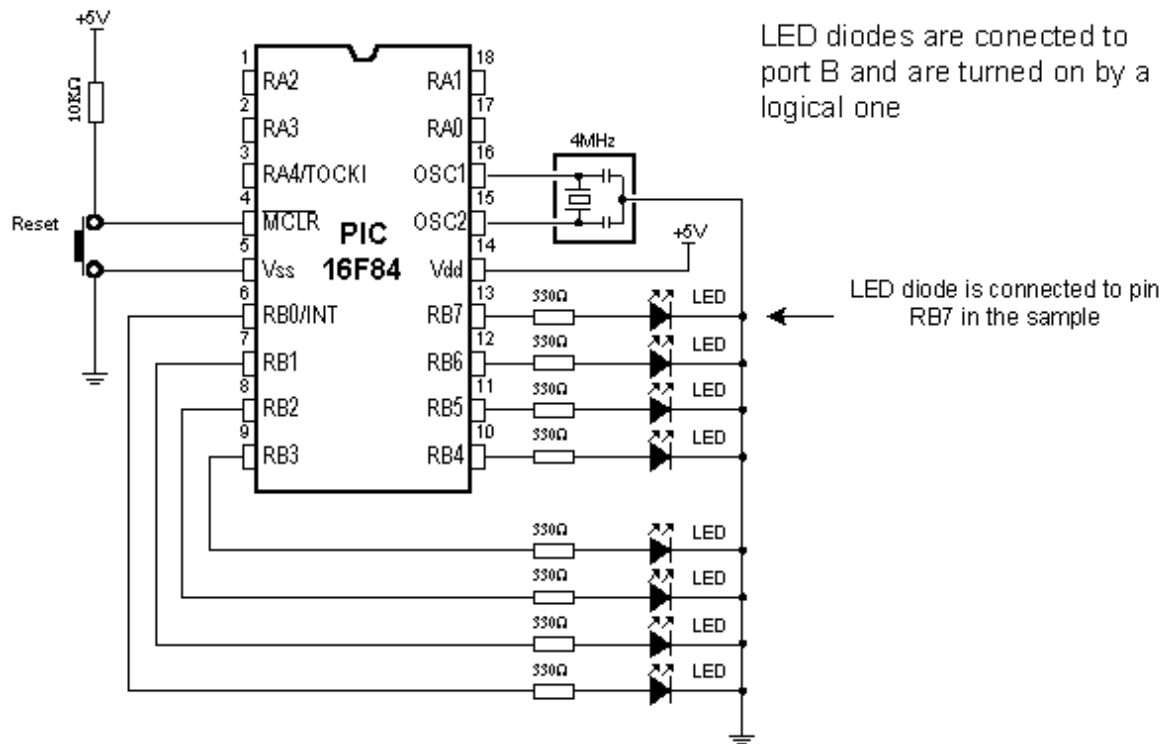 +5V
LED diodes are conected to
port B and are turned on by a
logical one
10KΩ
Reset
1
RA2
2
RA3
3
RA4/TOCKI
4
MCLR
5
Vss
6
RB0/INT
7
RB1
8
RB2
9
RB3
PIC
16F84
18
RA1
17
RA0
16
OSC1
15
OSC2
14
Vdd
13
RB7
12
RB6
11
RB5
10
RB4
4MHz
+5V
330Ω
LED
330Ω
LED
330Ω
LED
330Ω
LED
330Ω
LED
330Ω
LED
330Ω
LED
330Ω
LED
LED diode is connected to pin
RB7 in the sample